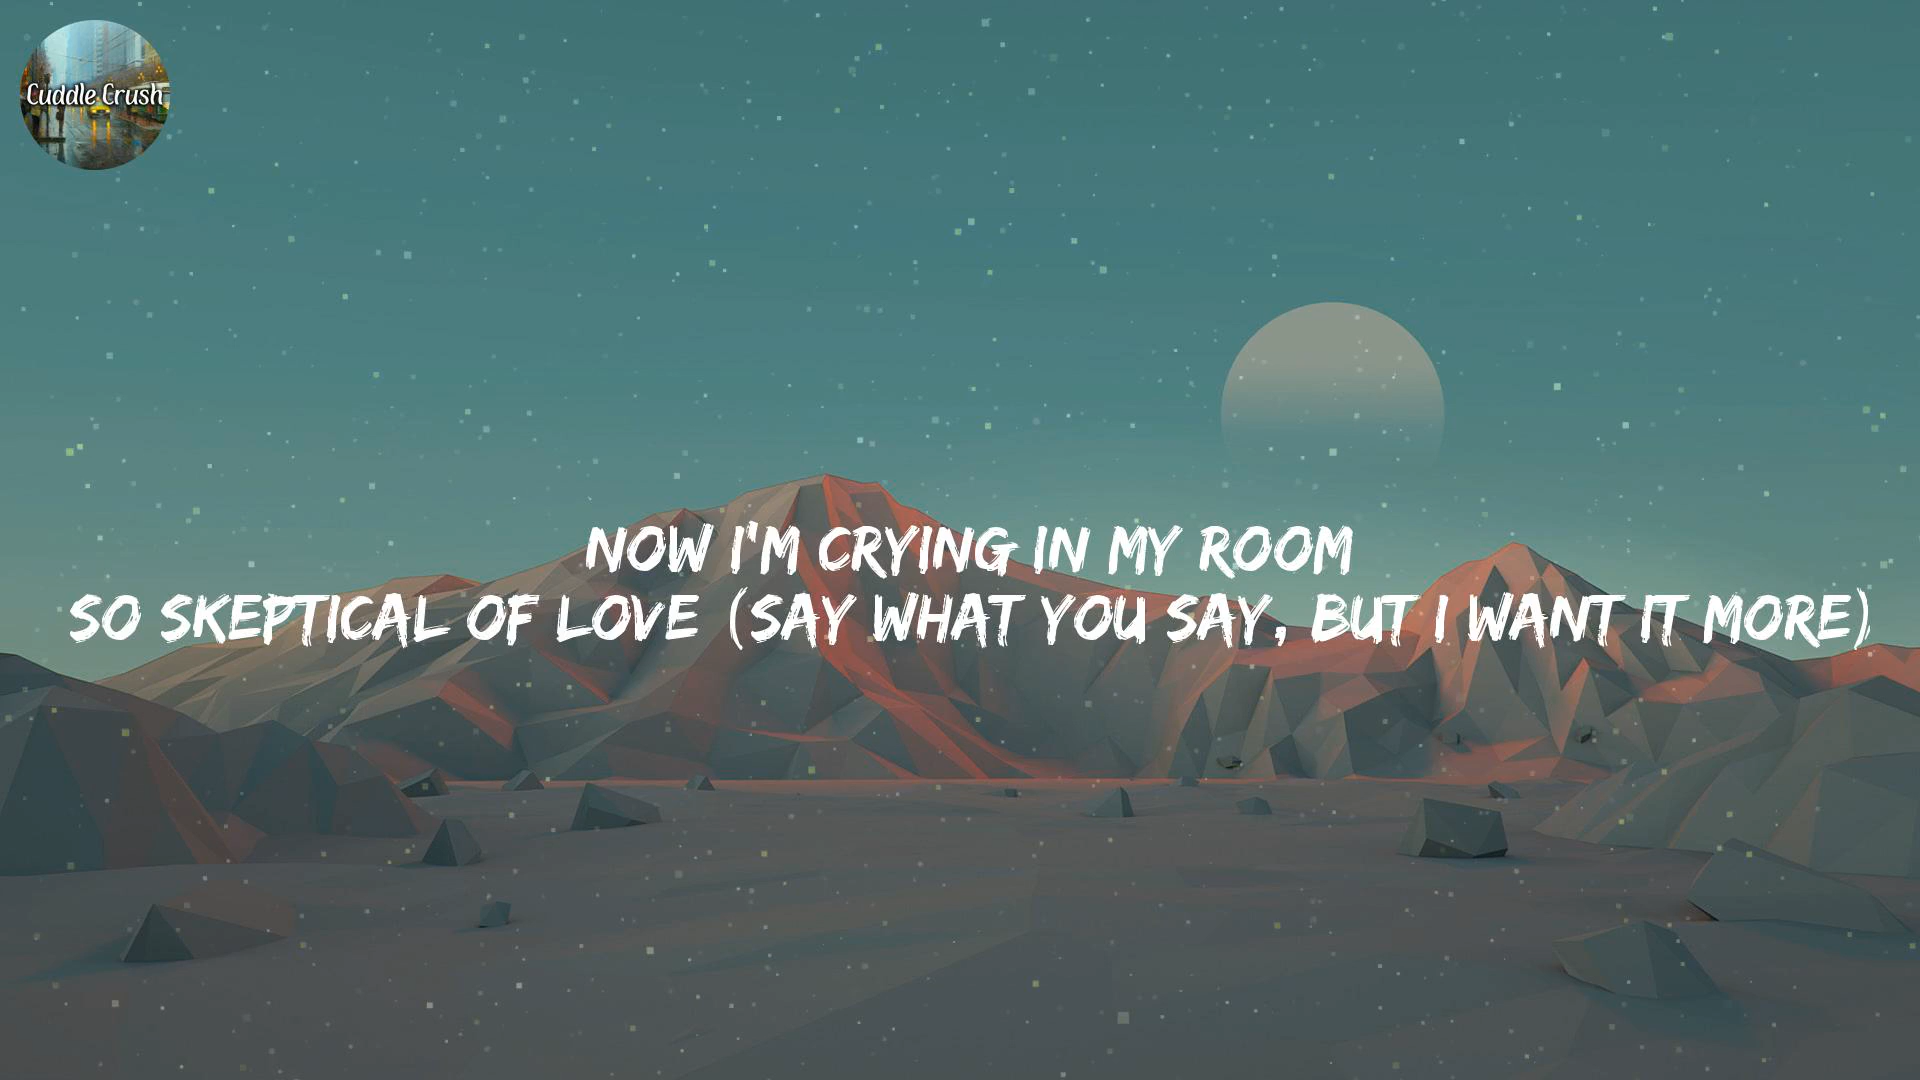 Cuddle Crush
NOW I'M CRYING IN MY ROOM
SO SKEPTICAL OF LOVE (SAY WHAT YOU SAY, BUT I WANT IT MORE)